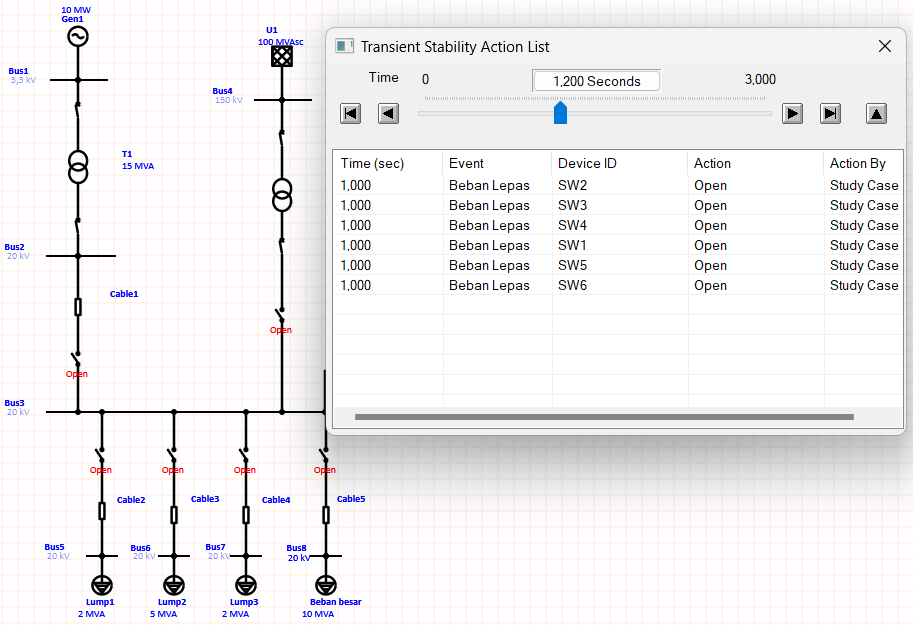 10 MW
Gen1
Bus1
3,3 kV
T1
15 MVA
Bus2
20 kV
Cable1
Open
Bus3
20 kV
U1
100 MVAsc
Bus4
150 kV
Open
Open
Open
Open
Open
Cable2
Cable3
Cable4
Cable5
Bus5
20 kV
Bus6
20 kV
Bus7
20 kV
Bus8
20 kV
Lump1
2 MVA
Lump2
5 MVA
Lump3
2 MVA
Beban besar
10 MVA
Transient Stability Action List
Time 0 1,200 Seconds 3,000
Time (sec) Event Device ID Action Action By
1,000 Beban Lepas SW2 Open Study Case
1,000 Beban Lepas SW3 Open Study Case
1,000 Beban Lepas SW4 Open Study Case
1,000 Beban Lepas SW1 Open Study Case
1,000 Beban Lepas SW5 Open Study Case
1,000 Beban Lepas SW6 Open Study Case